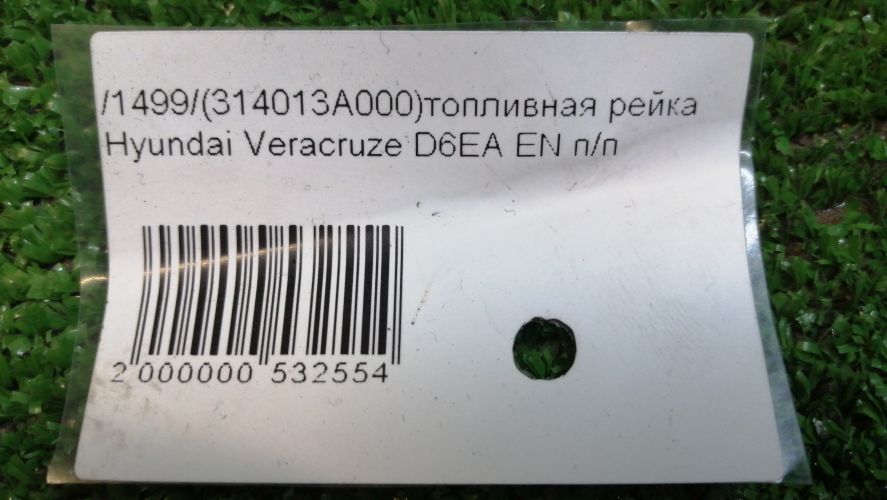 /1499/(314013A000)топливная рейка
Hyundai Veracruze D6EA EN п/п
2 000000 532554